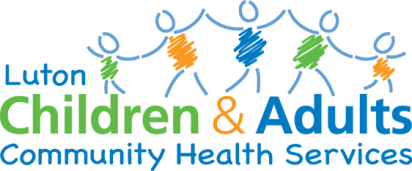 Luton
Children & Adults
Community Health Services